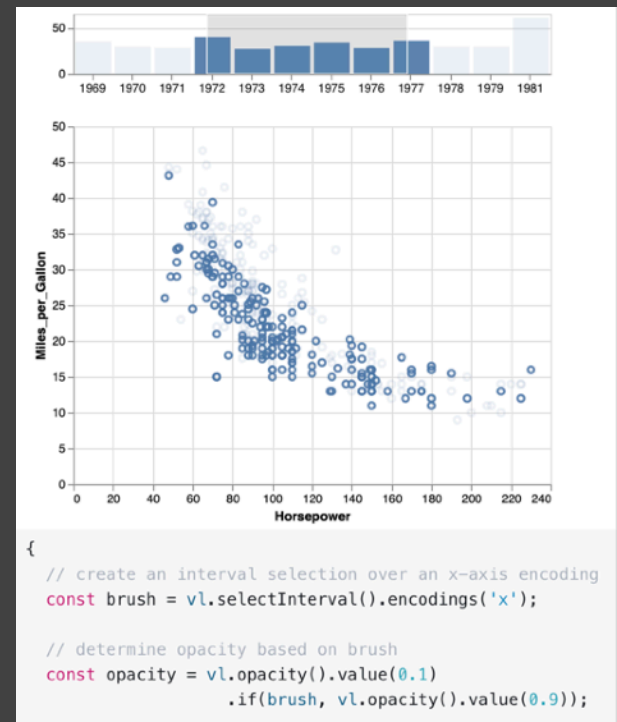 50
0
1969 1970 1971 1972 1973 1974 1975 1976 1977 1978 1979 1981
50
45
40
35
30
25
20
15
10
5
0
Miles_per_Gallon
0 20 40 60 80 100 120 140 160 180 200 220 240
Horsepower
{
// create an interval selection over an x-axis encoding
const brush = vl.selectInterval().encodings('x');
// determine opacity based on brush
const opacity = vl.opacity().value(0.1)
.if(brush, vl.opacity().value(0.9));